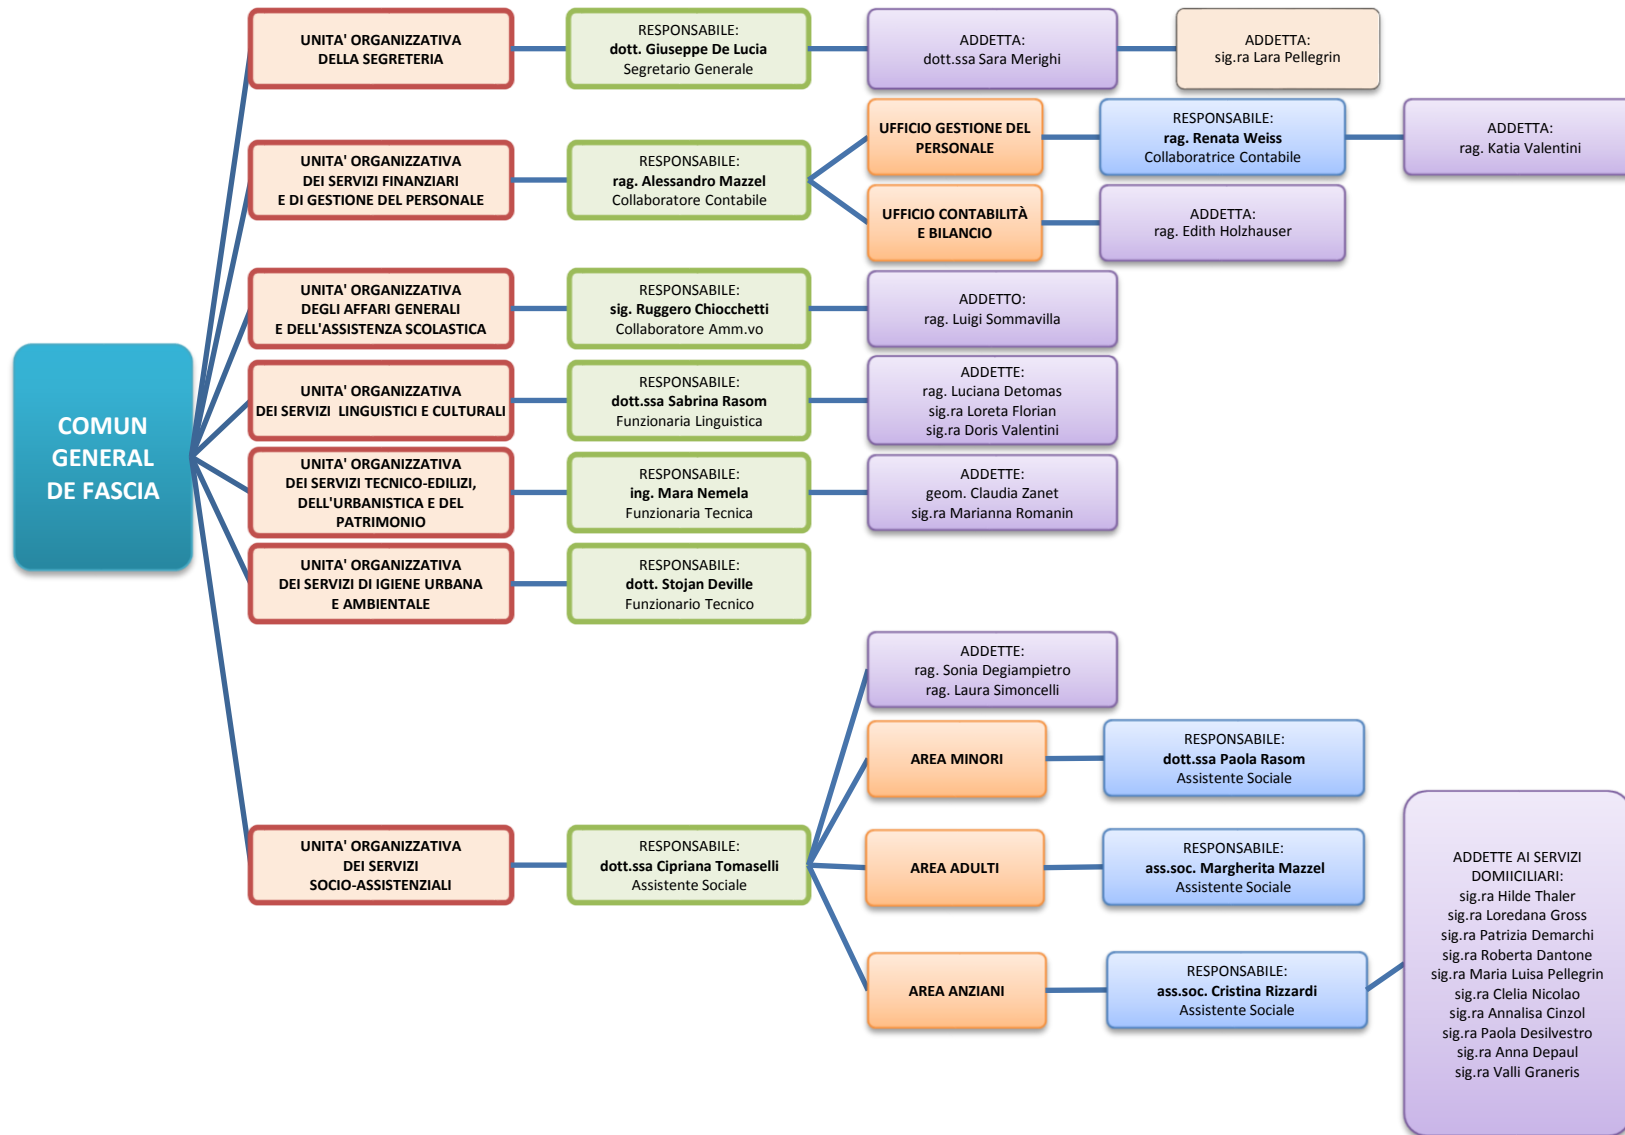 COMUN
GENERAL
DE FASCIA
UNITA' ORGANIZZATIVA
DELLA SEGRETERIA
RESPONSABILE:
dott. Giuseppe De Lucia
Segretario Generale
ADDETTA:
dott.ssa Sara Merighi
ADDETTA:
sig.ra Lara Pellegrin
UNITA' ORGANIZZATIVA
DEI SERVIZI FINANZIARI
E DI GESTIONE DEL PERSONALE
RESPONSABILE:
rag. Alessandro Mazzel
Collaboratore Contabile
UFFICIO GESTIONE DEL
PERSONALE
RESPONSABILE:
rag. Renata Weiss
Collaboratrice Contabile
ADDETTA:
rag. Katia Valentini
UFFICIO CONTABILITÀ
E BILANCIO
ADDETTA:
rag. Edith Holzhauser
UNITA' ORGANIZZATIVA
DEGLI AFFARI GENERALI
E DELL'ASSISTENZA SCOLASTICA
RESPONSABILE:
sig. Ruggero Chiocchetti
Collaboratore Amm.vo
ADDETTO:
rag. Luigi Sommavilla
UNITA' ORGANIZZATIVA
DEI SERVIZI LINGUISTICI E CULTURALI
RESPONSABILE:
dott.ssa Sabrina Rasom
Funzionaria Linguistica
ADDETTE:
rag. Luciana Detomas
sig.ra Loreta Florian
sig.ra Doris Valentini
UNITA' ORGANIZZATIVA
DEI SERVIZI TECNICO-EDILIZI,
DELL'URBANISTICA E DEL
PATRIMONIO
RESPONSABILE:
ing. Mara Nemela
Funzionaria Tecnica
ADDETTE:
geom. Claudia Zanet
sig.ra Marianna Romanin
UNITA' ORGANIZZATIVA
DEI SERVIZI DI IGIENE URBANA
E AMBIENTALE
RESPONSABILE:
dott. Stojan Deville
Funzionario Tecnico
UNITA' ORGANIZZATIVA
DEI SERVIZI
SOCIO-ASSISTENZIALI
RESPONSABILE:
dott.ssa Cipriana Tomaselli
Assistente Sociale
ADDETTE:
rag. Sonia Degiampietro
rag. Laura Simoncelli
AREA MINORI
RESPONSABILE:
dott.ssa Paola Rasom
Assistente Sociale
AREA ADULTI
RESPONSABILE:
ass.soc. Margherita Mazzel
Assistente Sociale
AREA ANZIANI
RESPONSABILE:
ass.soc. Cristina Rizzardi
Assistente Sociale
ADDETTE AI SERVIZI
DOMIICILIARI:
sig.ra Hilde Thaler
sig.ra Loredana Gross
sig.ra Patrizia Demarchi
sig.ra Roberta Dantone
sig.ra Maria Luisa Pellegrin
sig.ra Clelia Nicolao
sig.ra Annalisa Cinzol
sig.ra Paola Desilvestro
sig.ra Anna Depaul
sig.ra Valli Graneris